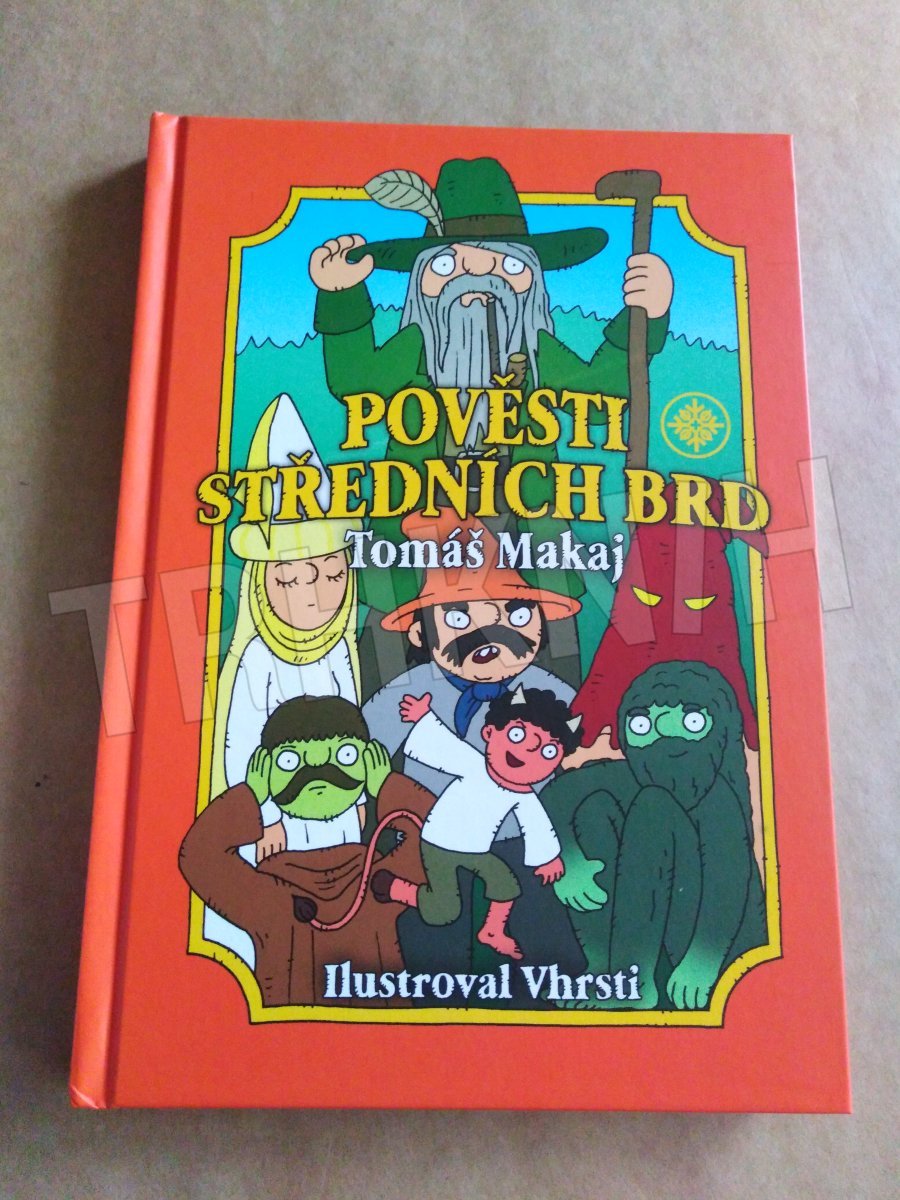 POVĚSTI
STŘEDNÍCH BRD
Tomáš Makaj
Ilustroval Vhrsti